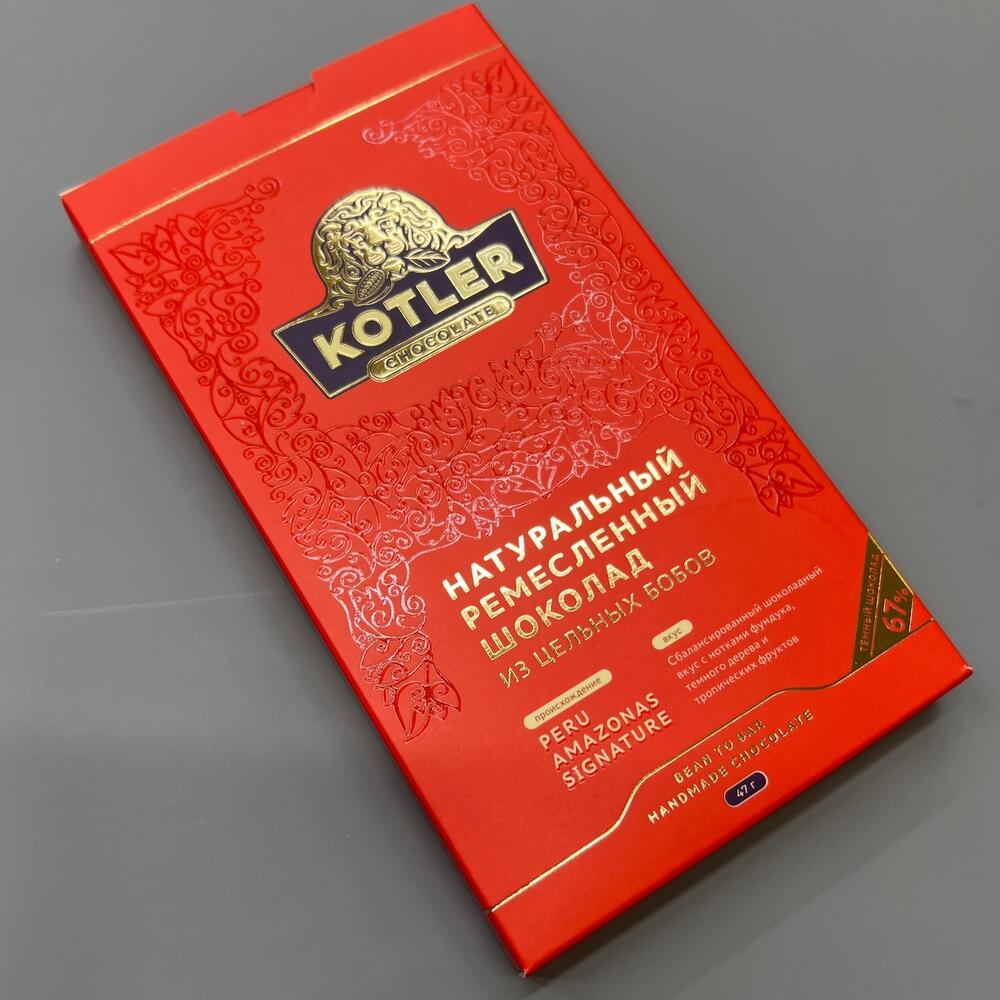 KOTLER
CHOCOLATE
НАТУРАЛЬНЫЙ
РЕМЕСЛЕННЫЙ
ШОКОЛАД
ИЗ ЦЕЛЬНЫХ БОБОВ
происхождение
PERU
AMAZONAS
SIGNATURE
вкус
Сбалансированный шоколадный
вкус с нотками фундука,
темного дерева и
тропических фруктов
ТЕМНЫЙ ШОКОЛАД
67%
BEAN TO BAR
HANDMADE CHOCOLATE
47 г